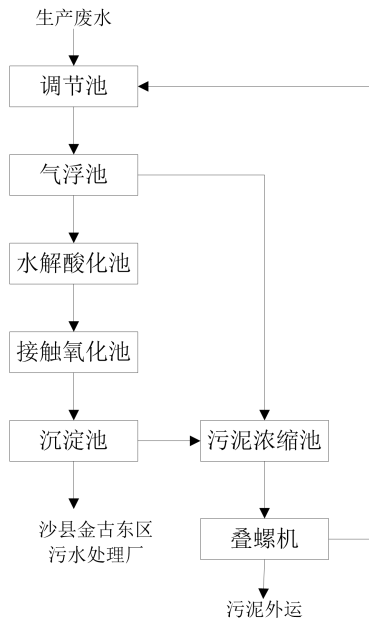 生产废水
调节池
气浮池
水解酸化池
接触氧化池
沉淀池
污泥浓缩池
沙县金古东区
污水处理厂
叠螺机
污泥外运